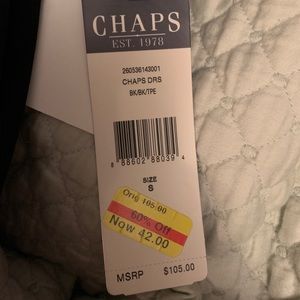 CHAPS
EST. 1978
260536143001
CHAPS DRS
BK/BK/TPE
8 88602 88039 4
SIZE
S
Orig 105.00
60% Off
Now 42.00
MSRP $105.00